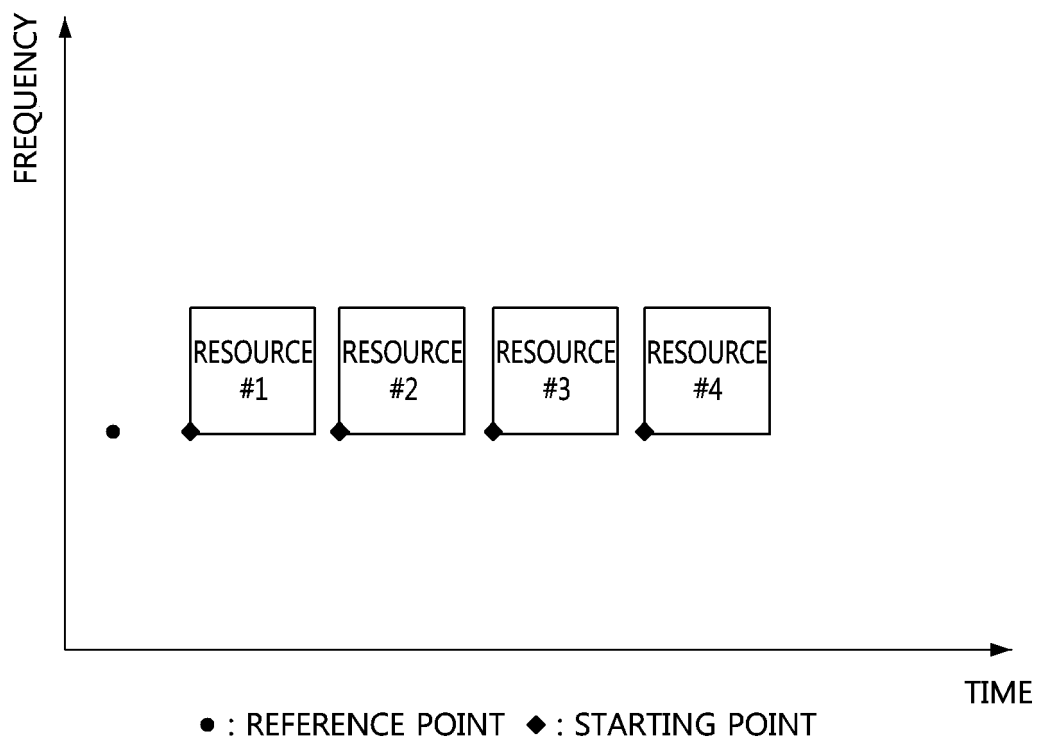 FREQUENCY
RESOURCE
#1
RESOURCE
#2
RESOURCE
#3
RESOURCE
#4
TIME
● : REFERENCE POINT ◆ : STARTING POINT